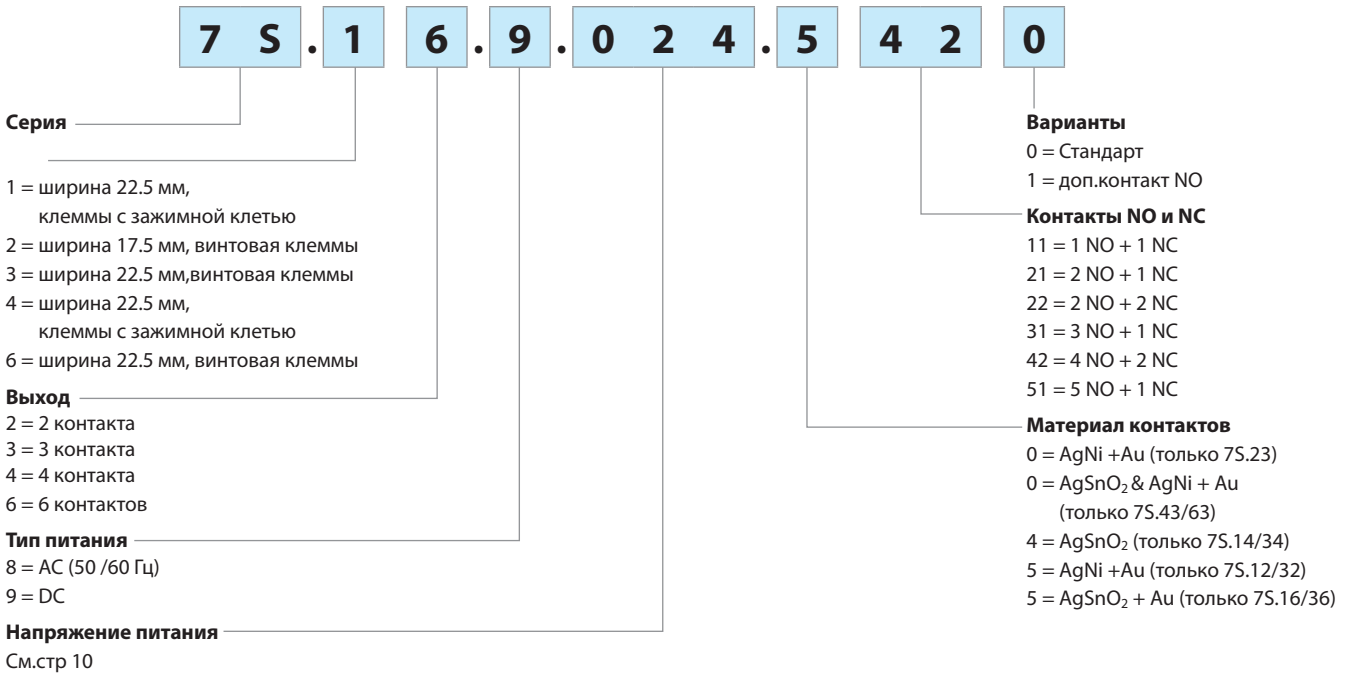 7 S . 1 6 . 9 . 0 2 4 . 5 4 2 0
Серия
1 = ширина 22.5 мм,
клеммы с зажимной клетью
2 = ширина 17.5 мм, винтовая клеммы
3 = ширина 22.5 мм,винтовая клеммы
4 = ширина 22.5 мм,
клеммы с зажимной клетью
6 = ширина 22.5 мм, винтовая клеммы
Выход
2 = 2 контакта
3 = 3 контакта
4 = 4 контакта
6 = 6 контактов
Тип питания
8 = AC (50 /60 Гц)
9 = DC
Напряжение питания
См.стр 10
Варианты
0 = Стандарт
1 = доп.контакт NO
Контакты NO и NC
11 = 1 NO + 1 NC
21 = 2 NO + 1 NC
22 = 2 NO + 2 NC
31 = 3 NO + 1 NC
42 = 4 NO + 2 NC
51 = 5 NO + 1 NC
Материал контактов
0 = AgNi +Au (только 7S.23)
0 = AgSnO₂ & AgNi + Au
(только 7S.43/63)
4 = AgSnO₂ (только 7S.14/34)
5 = AgNi +Au (только 7S.12/32)
5 = AgSnO₂ + Au (только 7S.16/36)